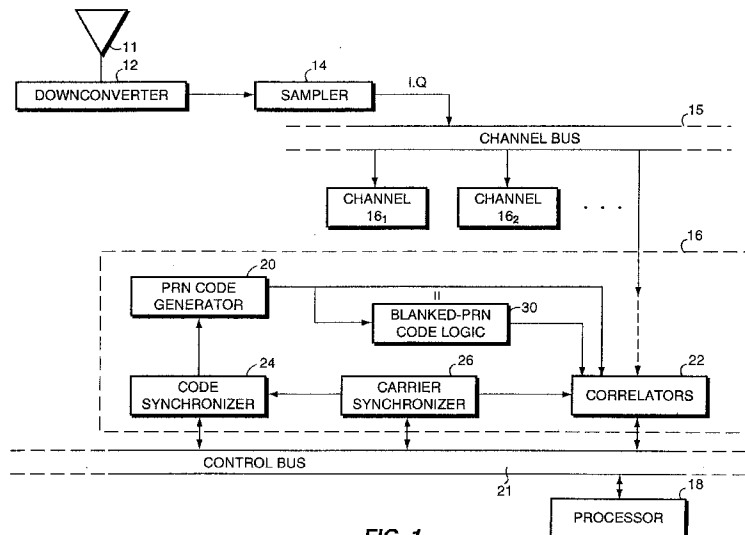 11
12
DOWNCONVERTER
14
SAMPLER
I.Q
15
CHANNEL BUS
CHANNEL
16₁
CHANNEL
16₂
. . .
16
20
PRN CODE
GENERATOR
II
30
BLANKED-PRN
CODE LOGIC
24
CODE
SYNCHRONIZER
26
CARRIER
SYNCHRONIZER
22
CORRELATORS
CONTROL BUS
21
18
PROCESSOR
FIG. 1